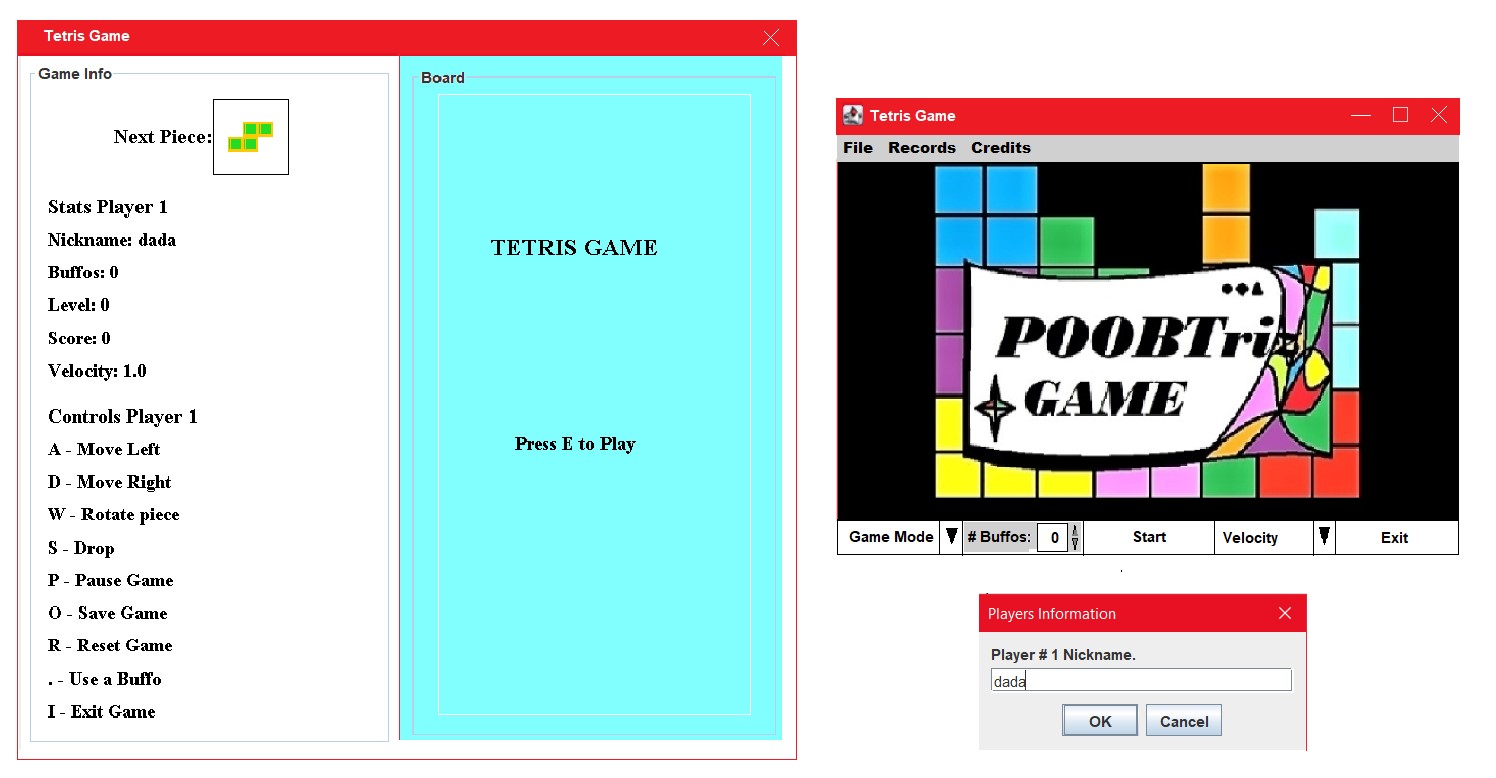 Tetris Game
Game Info
Next Piece:
Stats Player 1
Nickname: dada
Buffos: 0
Level: 0
Score: 0
Velocity: 1.0
Controls Player 1
A - Move Left
D - Move Right
W - Rotate piece
S - Drop
P - Pause Game
O - Save Game
R - Reset Game
. - Use a Buffo
I - Exit Game
Board
TETRIS GAME
Press E to Play
Tetris Game
File Records Credits
POOBTriz
GAME
Game Mode # Buffos: 0 Start Velocity Exit
Players Information
Player # 1 Nickname.
dada
OK Cancel